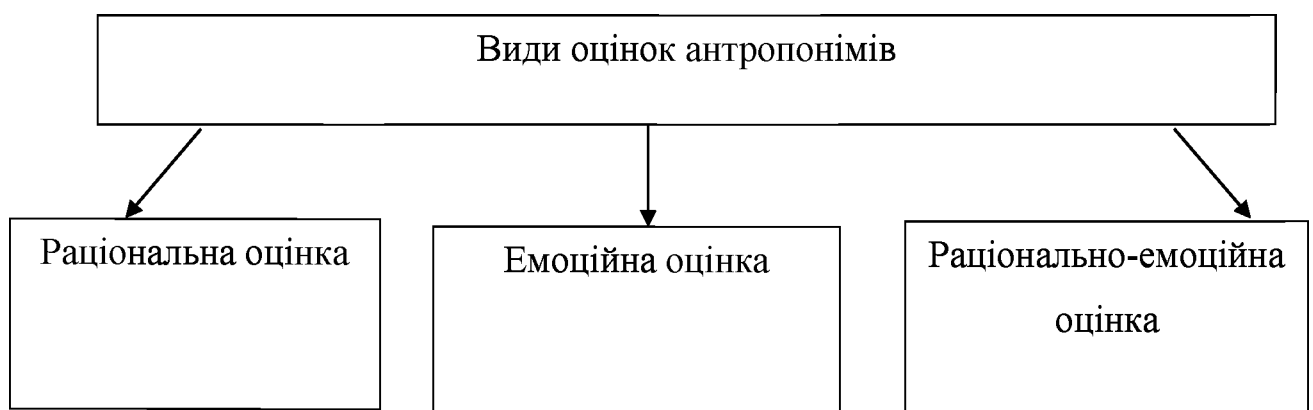 Види оцінок антропонімів
Раціональна оцінка
Емоційна оцінка
Раціонально-емоційна
оцінка